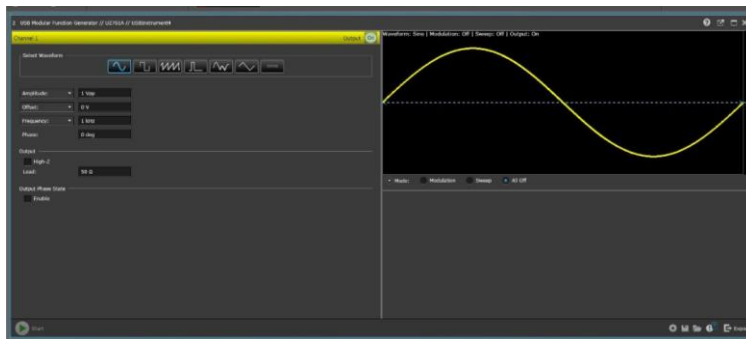 USB Modular Function Generator // U2761A // USBInstrument4
Channel 1
Output
On
Waveform: Sine | Modulation: Off | Sweep: Off | Output: On
Select Waveform
Amplitude:
1 Vpp
Offset:
0 V
Frequency:
1 kHz
Phase:
0 deg
Mode:
Modulation
Sweep
All Off
Output
High-Z
Load:
50 Ω
Output Phase State
Enable
Start